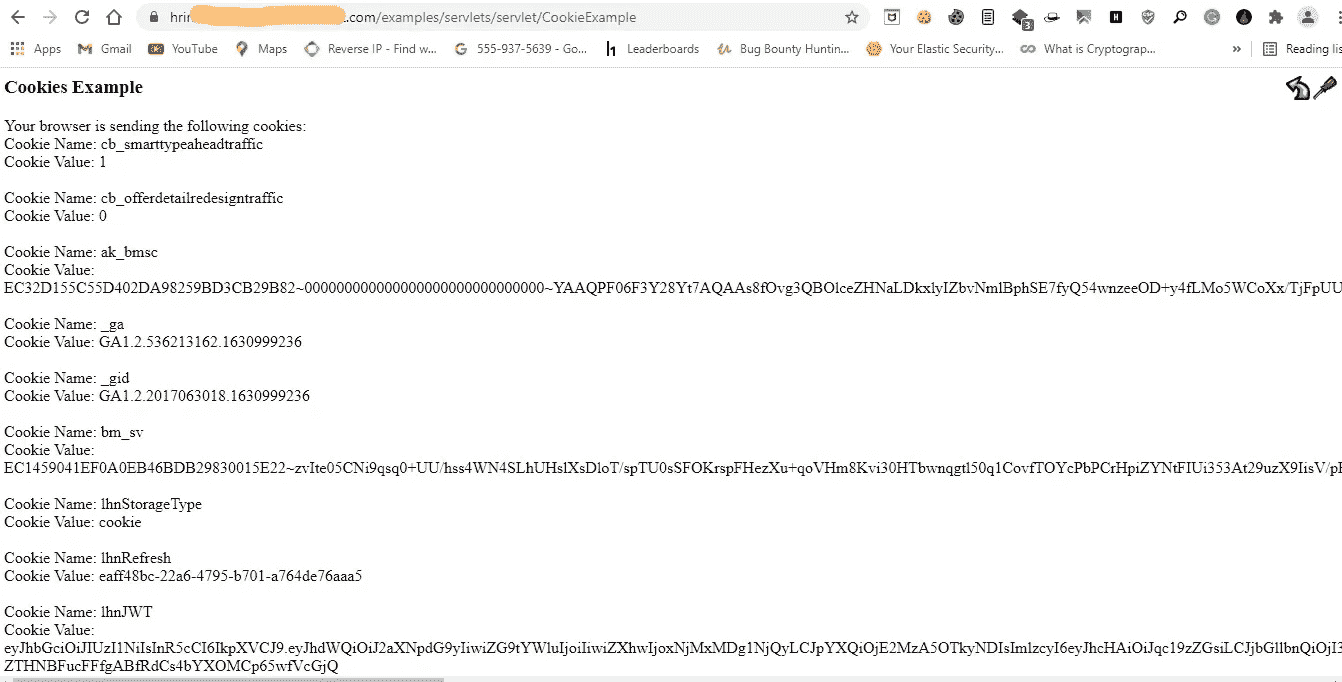 hrin .com/examples/servlets/servlet/CookieExample
3
Apps Gmail YouTube Maps Reverse IP - Find w... 555-937-5639 - Go... Leaderboards Bug Bounty Huntin... Your Elastic Security... What is Cryptograp... » Reading lis
Cookies Example
Your browser is sending the following cookies:
Cookie Name: cb_smarttypeaheadtraffic
Cookie Value: 1
Cookie Name: cb_offerdetailredesigntraffic
Cookie Value: 0
Cookie Name: ak_bmsc
Cookie Value:
EC32D155C55D402DA98259BD3CB29B82~000000000000000000000000000000~YAAQPF06F3Y28Yt7AQAAs8fOvg3QBOlceZHNaLDkxlyIZbvNmlBphSE7fyQ54wnzeeOD+y4fLMo5WCoXx/TjFpUU
Cookie Name: _ga
Cookie Value: GA1.2.536213162.1630999236
Cookie Name: _gid
Cookie Value: GA1.2.2017063018.1630999236
Cookie Name: bm_sv
Cookie Value:
EC1459041EF0A0EB46BDB29830015E22~zvIte05CNi9qsq0+UU/hss4WN4SLhUHslXsDloT/spTU0sSFOKrspFHezXu+qoVHm8Kvi30HTbwnqgtl50q1CovfTOYcPbPCrHpiZYNtFIUi353At29uzX9IisV/pl
Cookie Name: lhnStorageType
Cookie Value: cookie
Cookie Name: lhnRefresh
Cookie Value: eaff48bc-22a6-4795-b701-a764de76aaa5
Cookie Name: lhnJWT
Cookie Value:
eyJhbGciOiJIUzI1NiIsInR5cCI6IkpXVCJ9.eyJhdWQiOiJ2aXNpdG9yIiwiZG9tYWluIjoiIiwiZXhwIjoxNjMxMDg1NjQyLCJpYXQiOjE2MzA5OTkyNDIsImlzcyI6eyJhcHAiOiJqc19zZGsiLCJjbGllbnQiOjI3
ZTHNBFucFFfgABfRdCs4bYXOMCp65wfVcGjQ